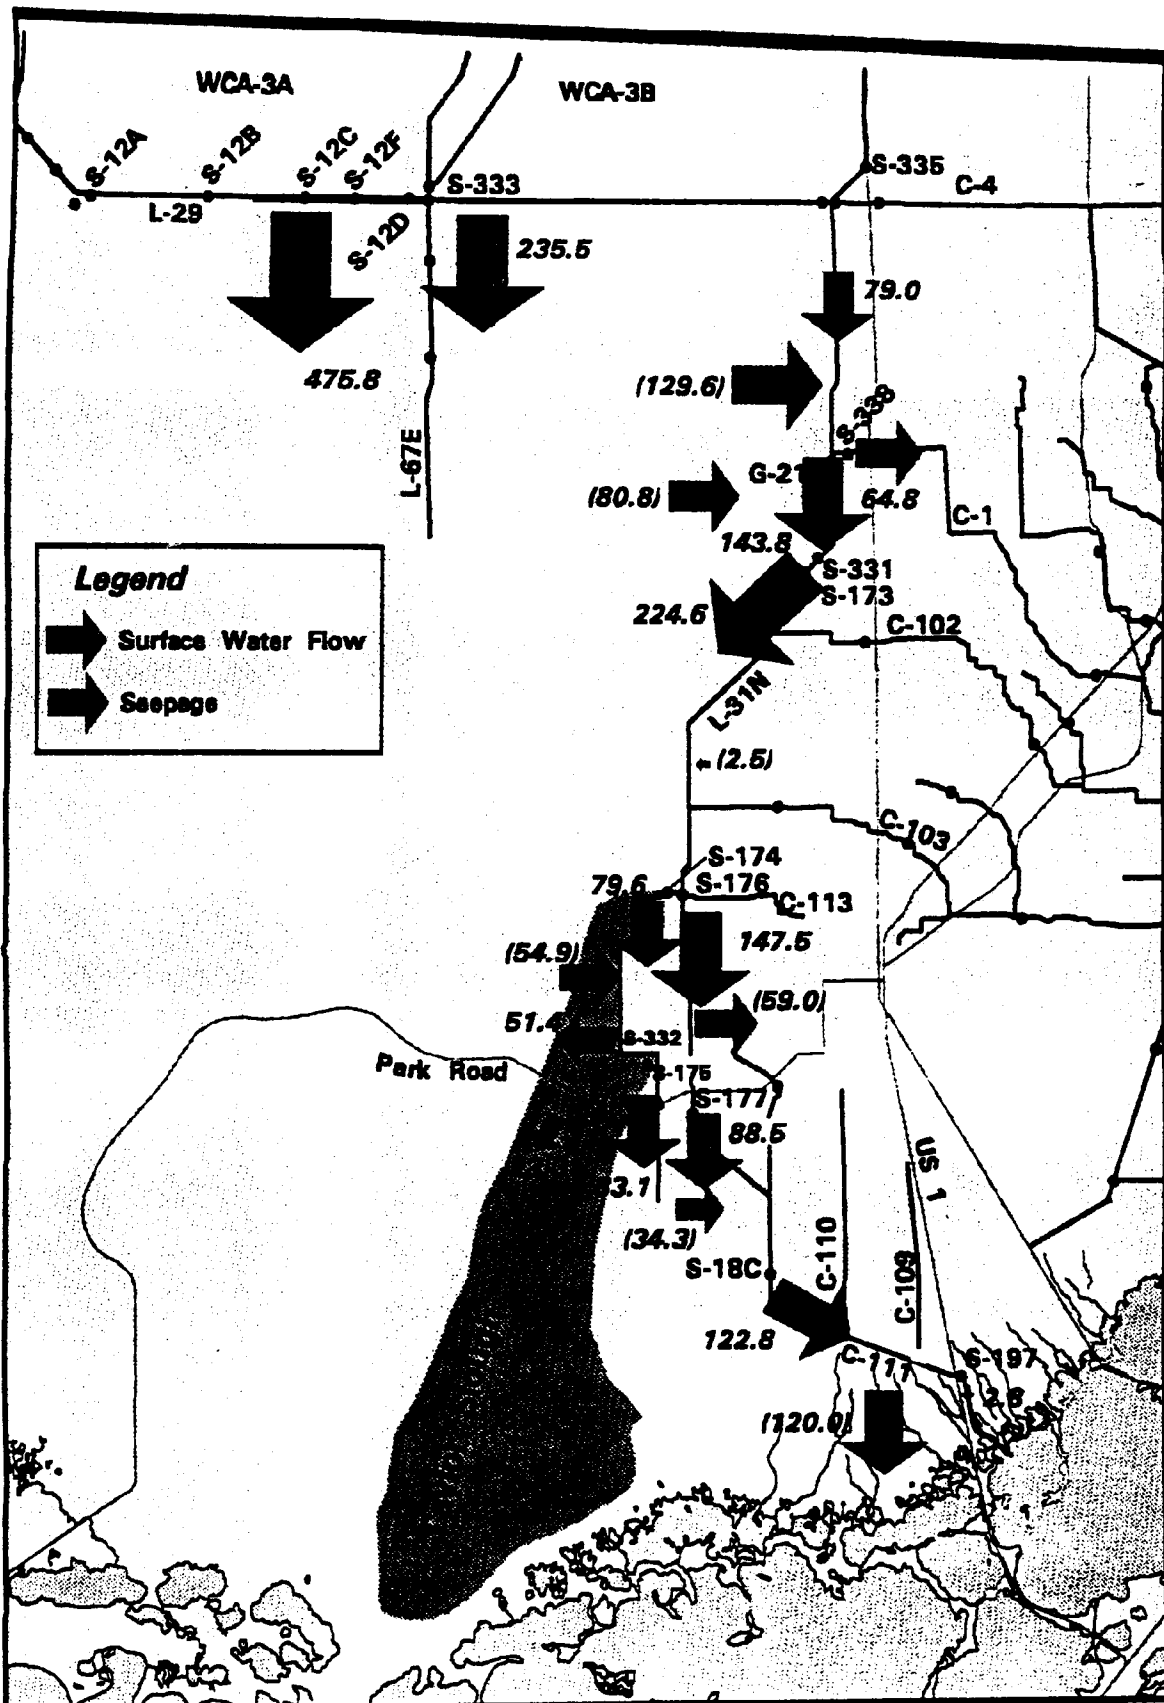 WCA-3A
WCA-3B
S-12A
S-12B
S-12C
S-12F
S-333
S-335
C-4
L-29
S-12D
235.5
79.0
475.8
(129.6)
S-338
L-67E
(80.8)
64.8
C-1
143.8
S-331
S-173
224.6
C-102
Legend
Surface Water Flow
Seepage
L-31N
(2.5)
C-103
S-174
79.6
S-176
C-113
147.5
(54.9)
(59.0)
51.4
S-332
Park Road
S-175
S-177
88.5
US 1
(34.3)
S-18C
C-110
C-109
122.8
C-111
S-197
(120.0)